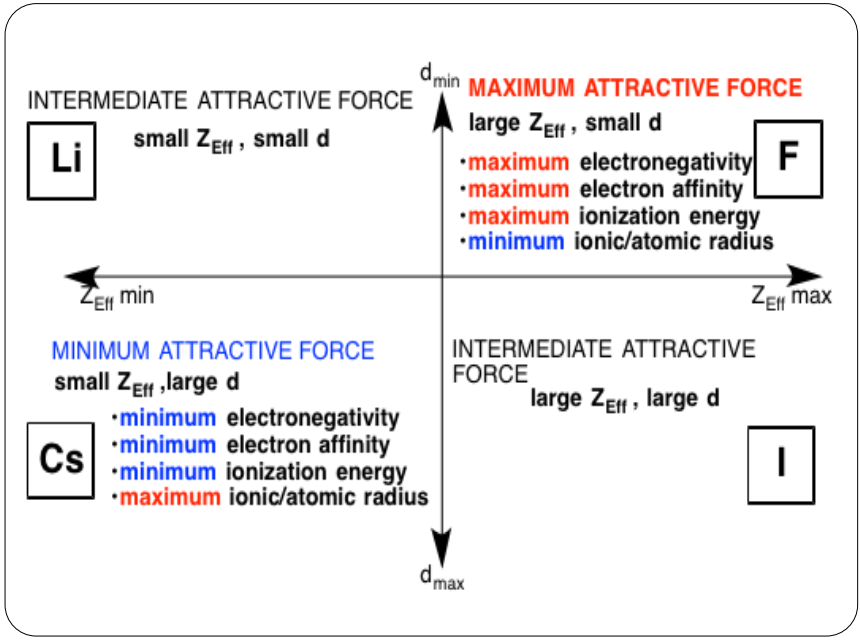 d_min
INTERMEDIATE ATTRACTIVE FORCE
small Z_Eff , small d
Li
MAXIMUM ATTRACTIVE FORCE
large Z_Eff , small d
•maximum electronegativity
•maximum electron affinity
•maximum ionization energy
•minimum ionic/atomic radius
F
Z_Eff min
Z_Eff max
MINIMUM ATTRACTIVE FORCE
small Z_Eff ,large d
•minimum electronegativity
•minimum electron affinity
•minimum ionization energy
•maximum ionic/atomic radius
Cs
INTERMEDIATE ATTRACTIVE
FORCE
large Z_Eff , large d
I
d_max